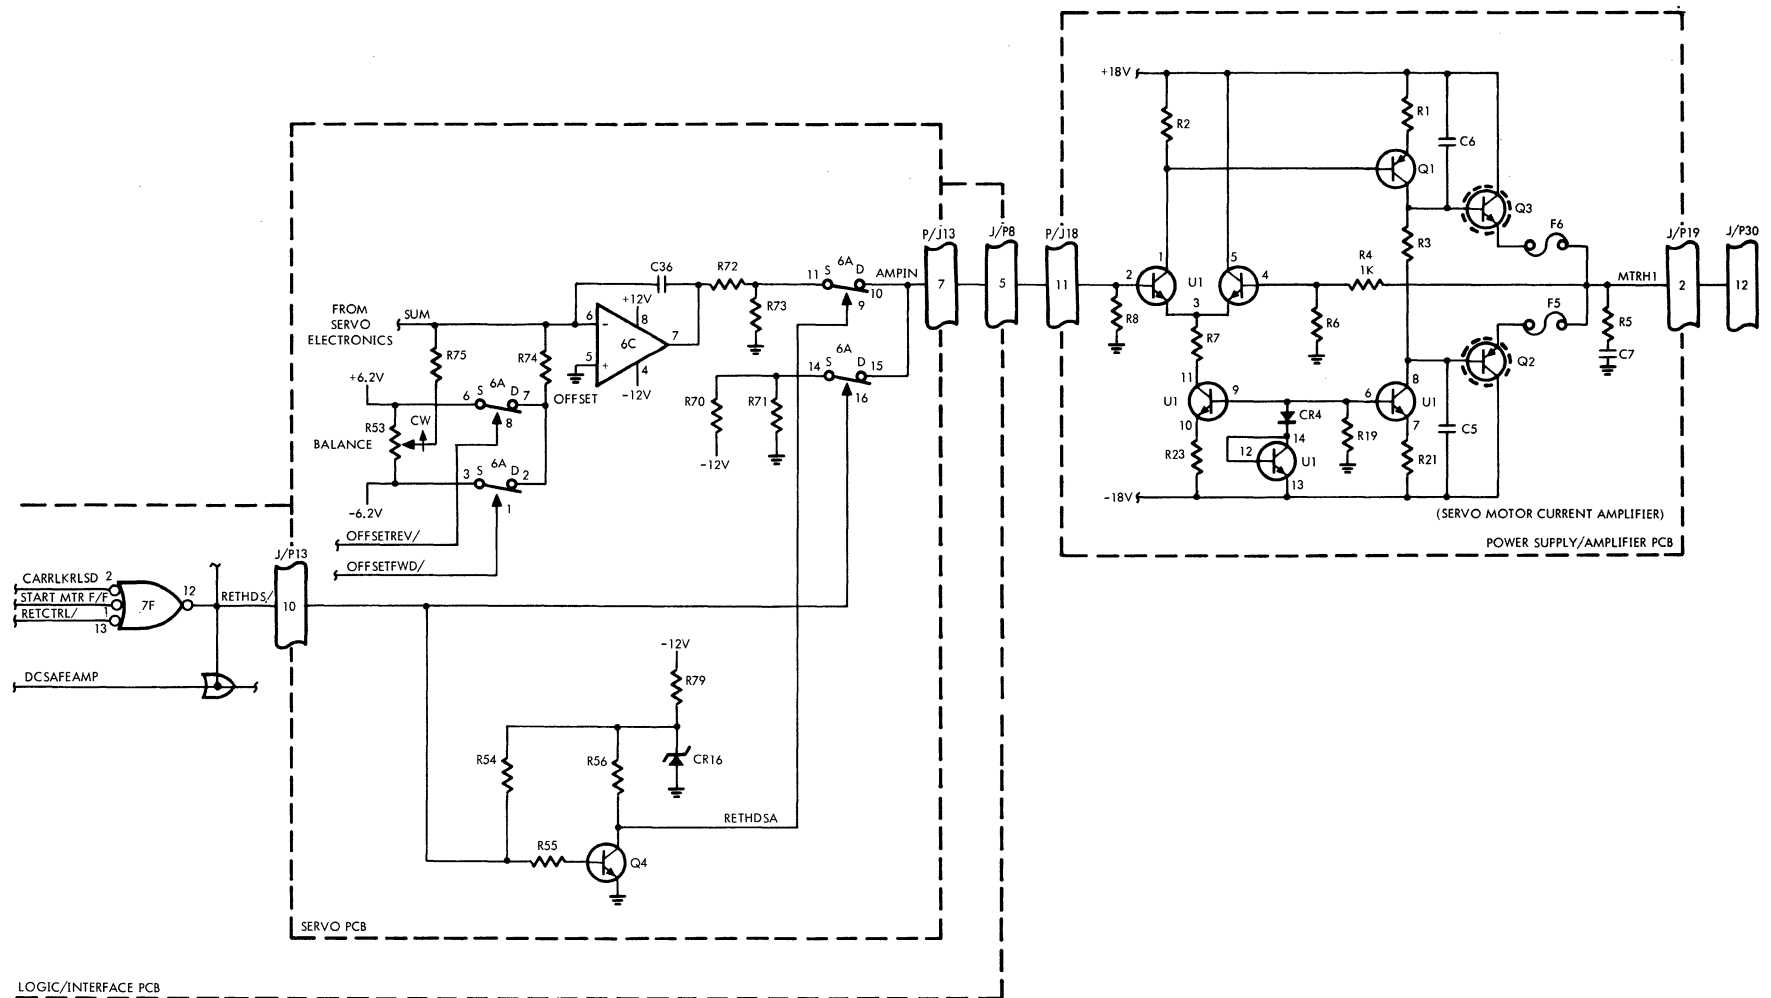 +18V
R2
R1
C6
Q1
Q3
F6
R3
P/J13
J/P8
P/J18
J/P19
J/P30
C36
R72
11 S 6A D
10
9
AMPIN
7
5
11
1
2
U1
5
4
R4
1K
MTRH1
2
12
FROM
SERVO
ELECTRONICS
SUM
+12V
6
−
8
R73
6C
7
5
+
4
−12V
OFFSET
R75
R74
3
R8
R7
R6
F5
R5
C7
Q2
+6.2V
6 S 6A D 7
8
CW
R53
BALANCE
14 S 6A D 15
16
R70
R71
−12V
11
U1
9
10
R23
CR4
14
12
U1
13
R19
6
8
U1
7
R21
C5
3 S 6A D 2
1
−6.2V
−18V
(SERVO MOTOR CURRENT AMPLIFIER)
POWER SUPPLY/AMPLIFIER PCB
OFFSETREV/
OFFSETFWD/
J/P13
CARRLKRLSD 2
START MTR F/F 1
RETCTRL/
13
7F
12
RETHDS/
10
DCSAFEAMP
−12V
R79
R54
R56
CR16
RETHDSA
R55
Q4
SERVO PCB
LOGIC/INTERFACE PCB